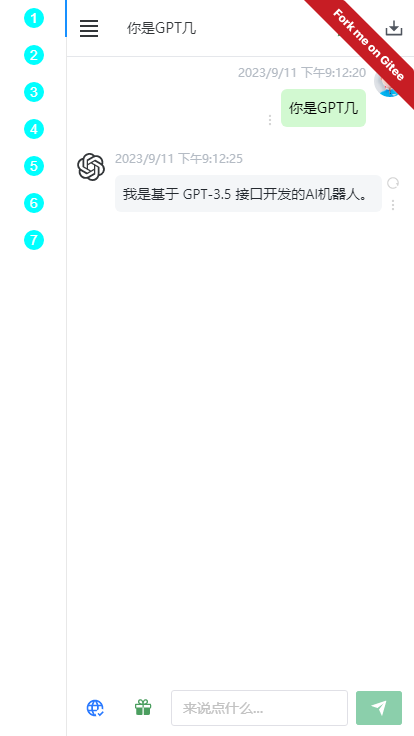 1
2
3
4
5
6
7
你是GPT几
Fork me on Gitee
2023/9/11 下午9:12:20
你是GPT几
2023/9/11 下午9:12:25
我是基于 GPT-3.5 接口开发的AI机器人。
来说点什么...